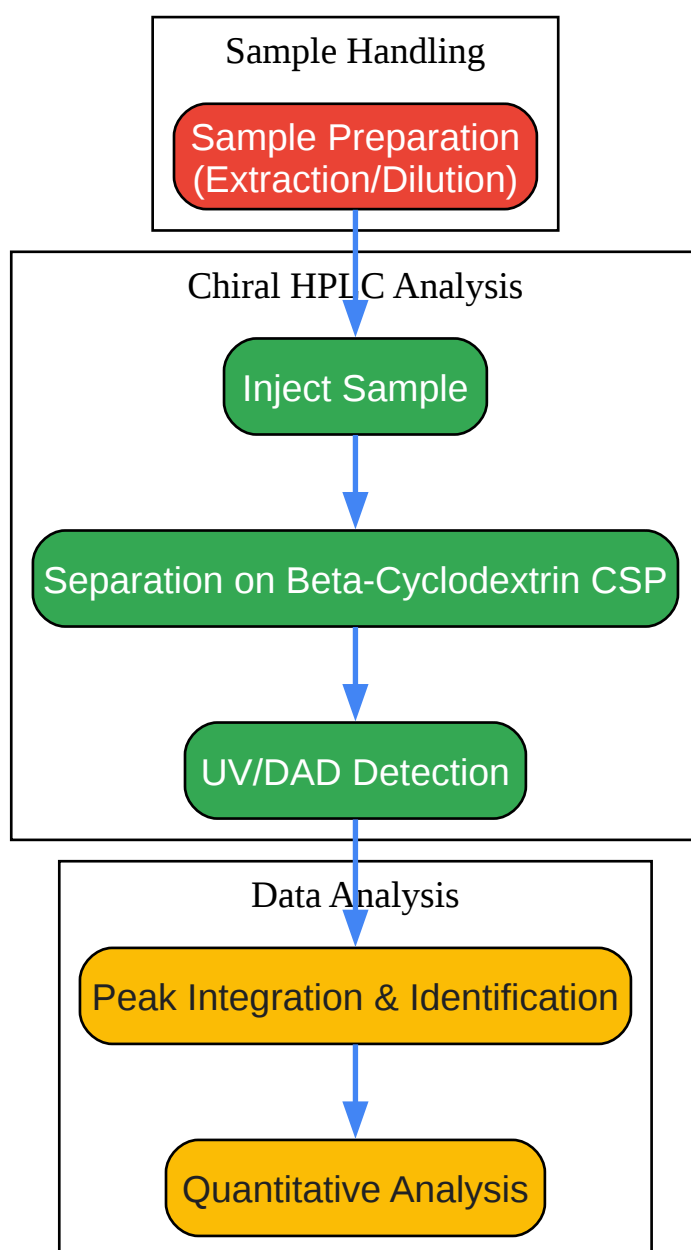 Sample Handling
Sample Preparation
(Extraction/Dilution)
Chiral HPLC Analysis
Inject Sample
Separation on Beta-Cyclodextrin CSP
UV/DAD Detection
Data Analysis
Peak Integration & Identification
Quantitative Analysis